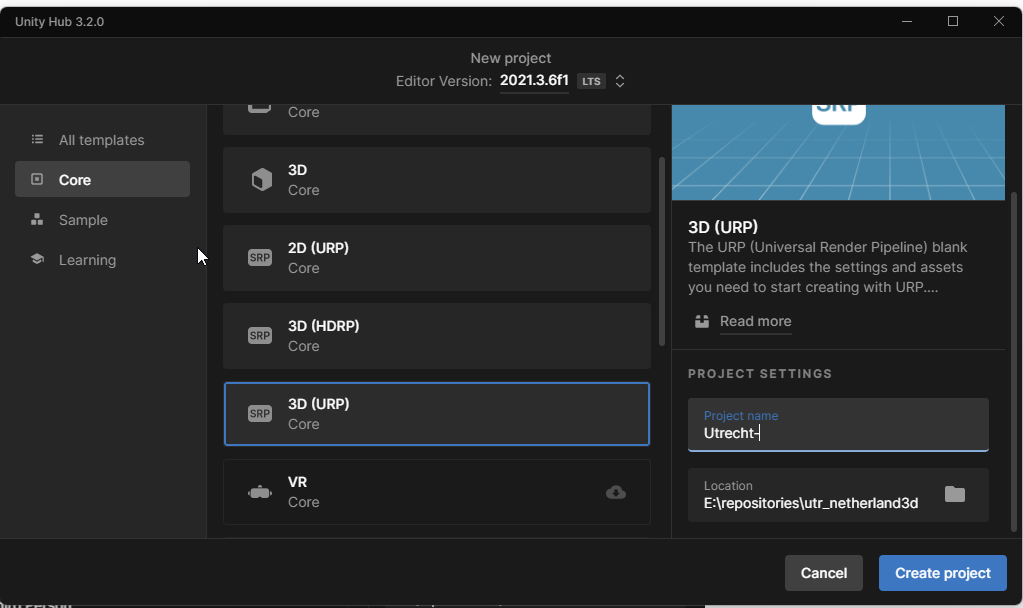 Unity Hub 3.2.0
New project
Editor Version: 2021.3.6f1 LTS
All templates
Core
Sample
Learning
Core
3D
Core
SRP
2D (URP)
Core
SRP
3D (HDRP)
Core
SRP
3D (URP)
Core
VR
Core
SRP
3D (URP)
The URP (Universal Render Pipeline) blank
template includes the settings and assets
you need to start creating with URP....
Read more
PROJECT SETTINGS
Project name
Utrecht-
Location
E:\repositories\utr_netherland3d
Cancel
Create project